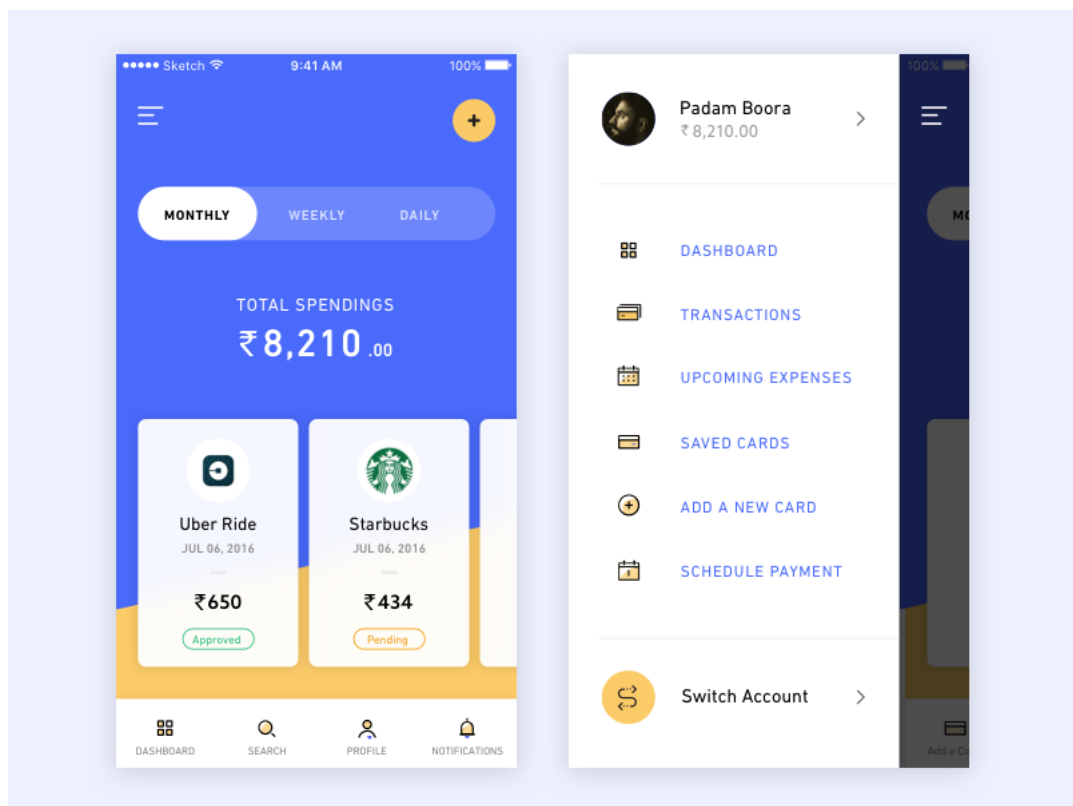 Sketch 9:41 AM 100%
+
MONTHLY WEEKLY DAILY
TOTAL SPENDINGS
₹8,210.00
Uber Ride
JUL 06, 2016
₹650
Approved
Starbucks
JUL 06, 2016
₹434
Pending
DASHBOARD SEARCH PROFILE NOTIFICATIONS
Padam Boora
₹8,210.00
DASHBOARD
TRANSACTIONS
UPCOMING EXPENSES
SAVED CARDS
ADD A NEW CARD
SCHEDULE PAYMENT
Switch Account
100%
MO
Add a Ca